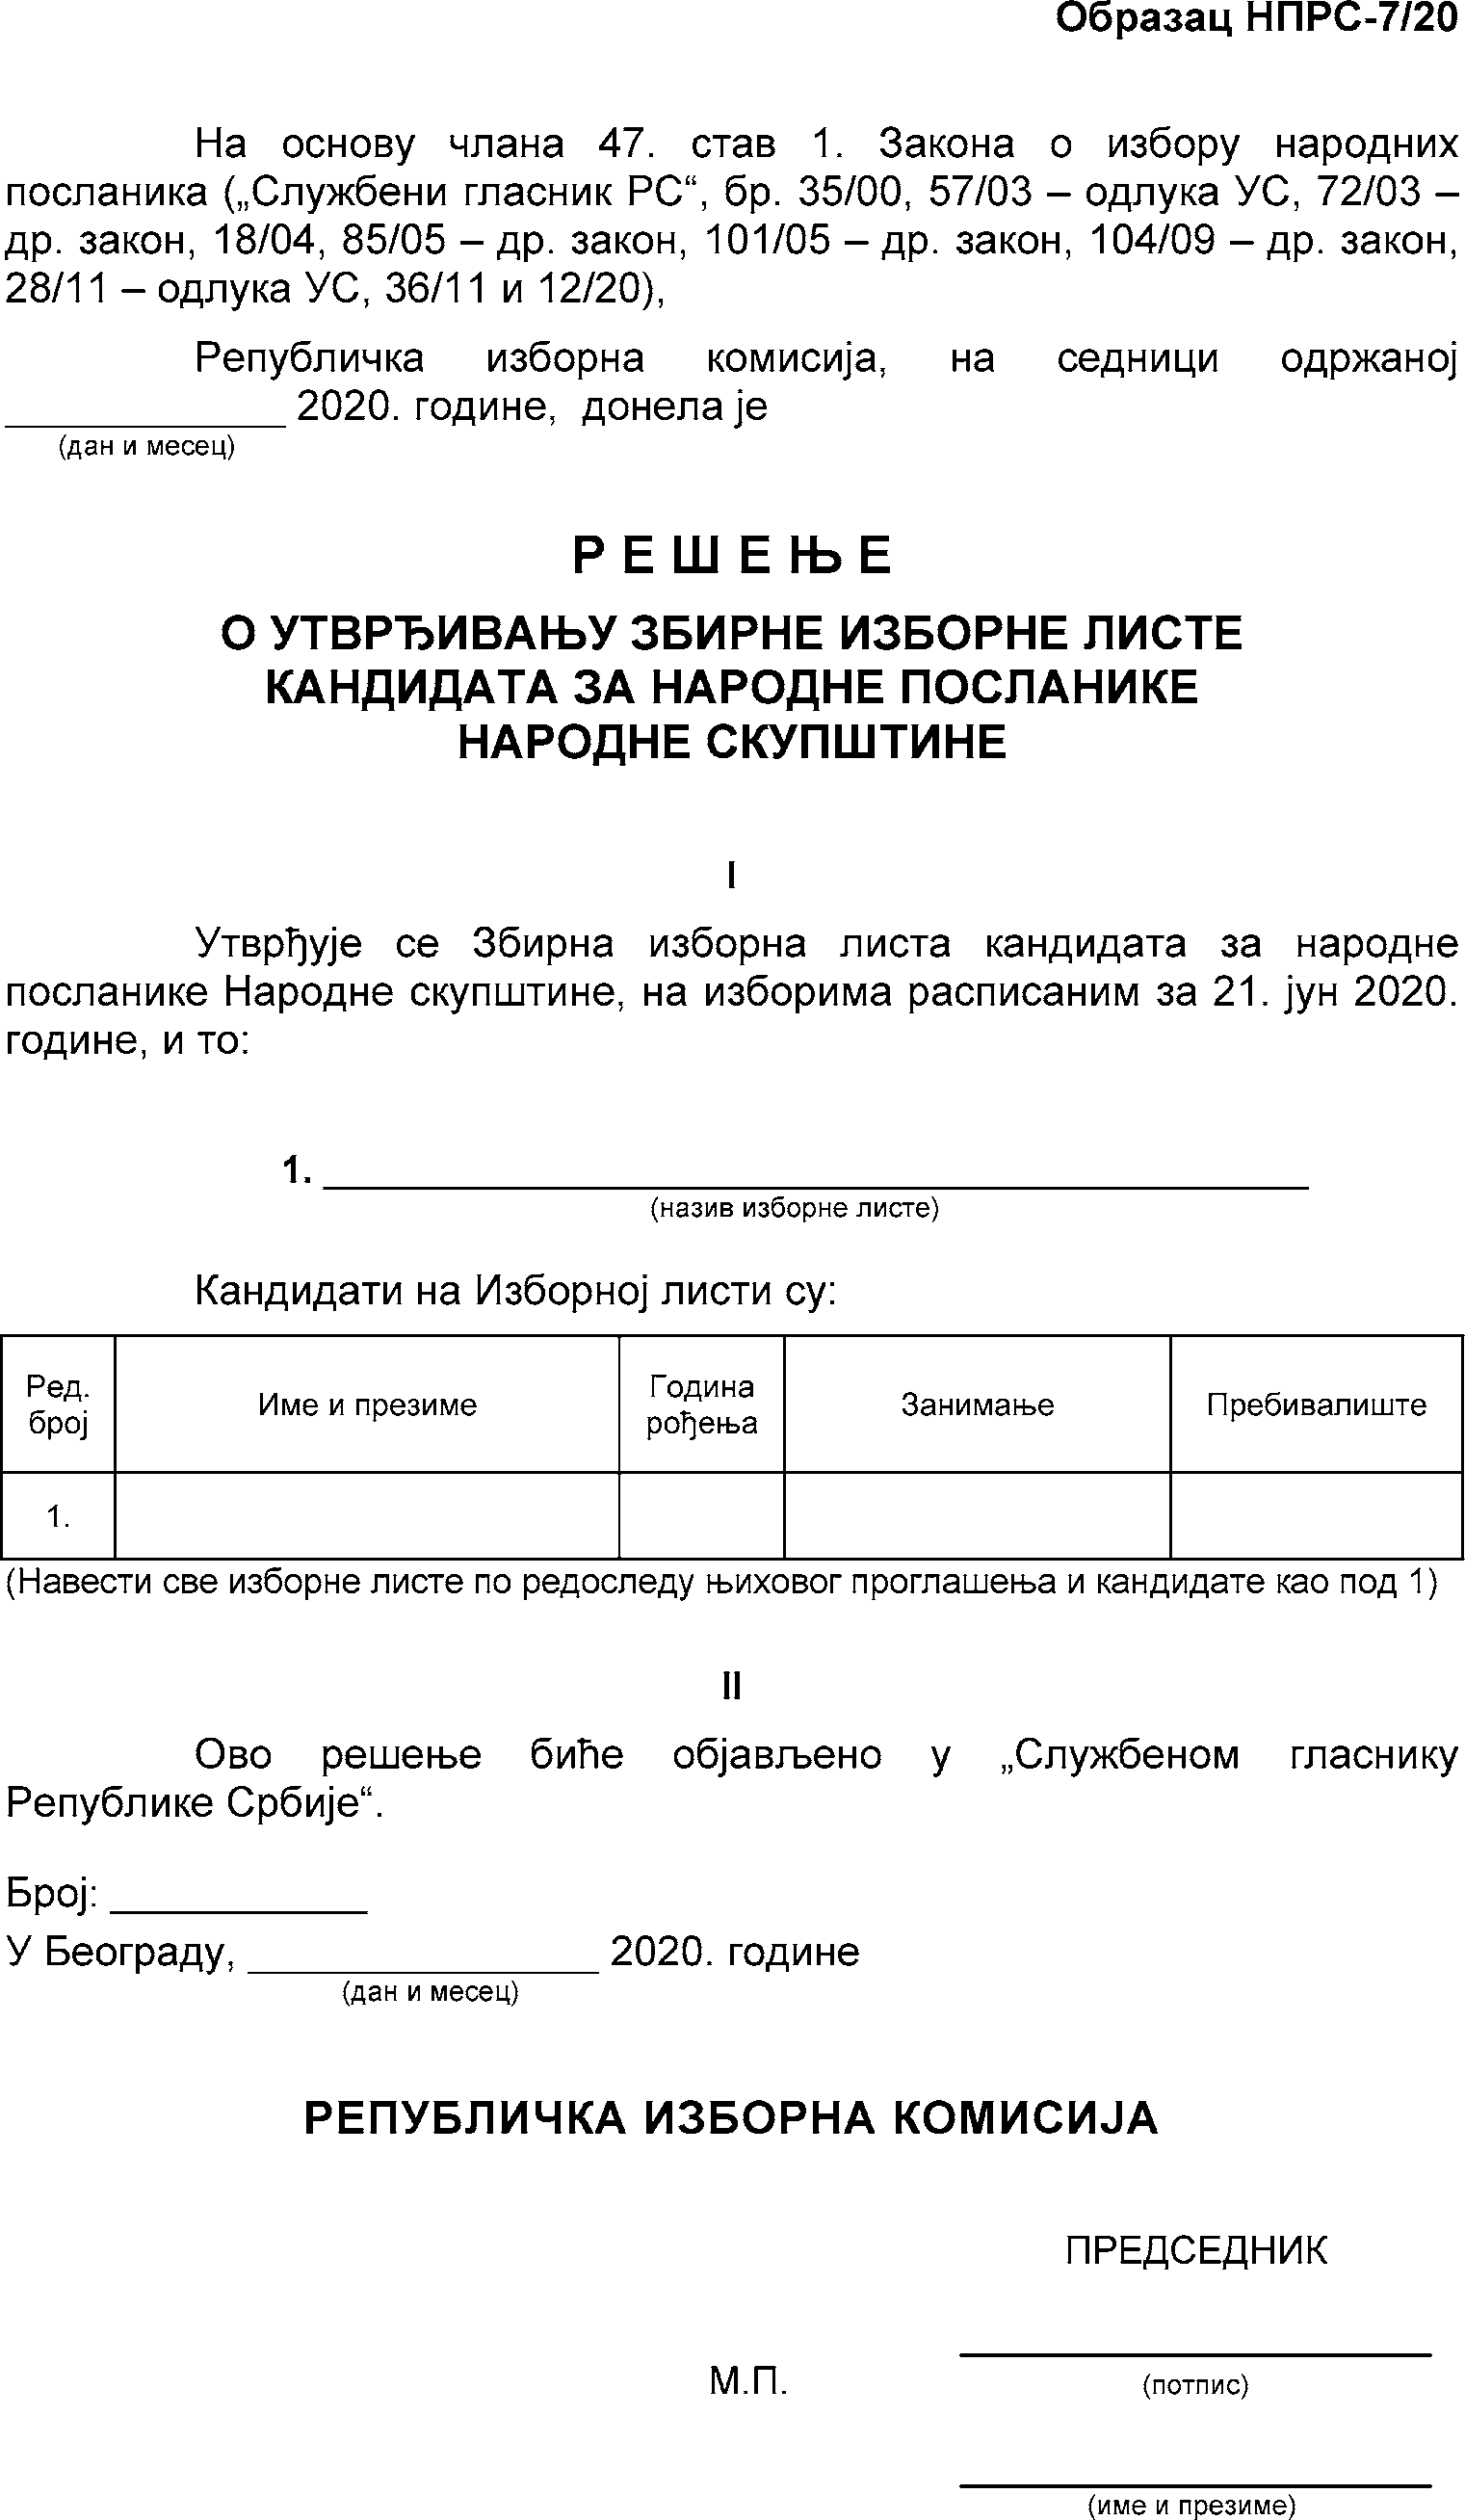 Образац НПРС-7/20
На основу члана 47. став 1. Закона о избору народних
посланика („Службени гласник РС“, бр. 35/00, 57/03 – одлука УС, 72/03 –
др. закон, 18/04, 85/05 – др. закон, 101/05 – др. закон, 104/09 – др. закон,
28/11 – одлука УС, 36/11 и 12/20),
Републичка изборна комисија, на седници одржаној
_____________ 2020. године, донела је
(дан и месец)
Р Е Ш Е Њ Е
О УТВРЂИВАЊУ ЗБИРНЕ ИЗБОРНЕ ЛИСТЕ
КАНДИДАТА ЗА НАРОДНЕ ПОСЛАНИКЕ
НАРОДНЕ СКУПШТИНЕ
I
Утврђује се Збирна изборна листа кандидата за народне
посланике Народне скупштине, на изборима расписаним за 21. јун 2020.
године, и то:
1. ______________________________
(назив изборне листе)
Кандидати на Изборној листи су:
Ред. број Име и презиме Година рођења Занимање Пребивалиште
1.
(Навести све изборне листе по редоследу њиховог проглашења и кандидате као под 1)
II
Ово решење биће објављено у „Службеном гласнику
Републике Србије“.
Број: ___________
У Београду, _______________ 2020. године
(дан и месец)
РЕПУБЛИЧКА ИЗБОРНА КОМИСИЈА
ПРЕДСЕДНИК
М.П.
(потпис)
(име и презиме)